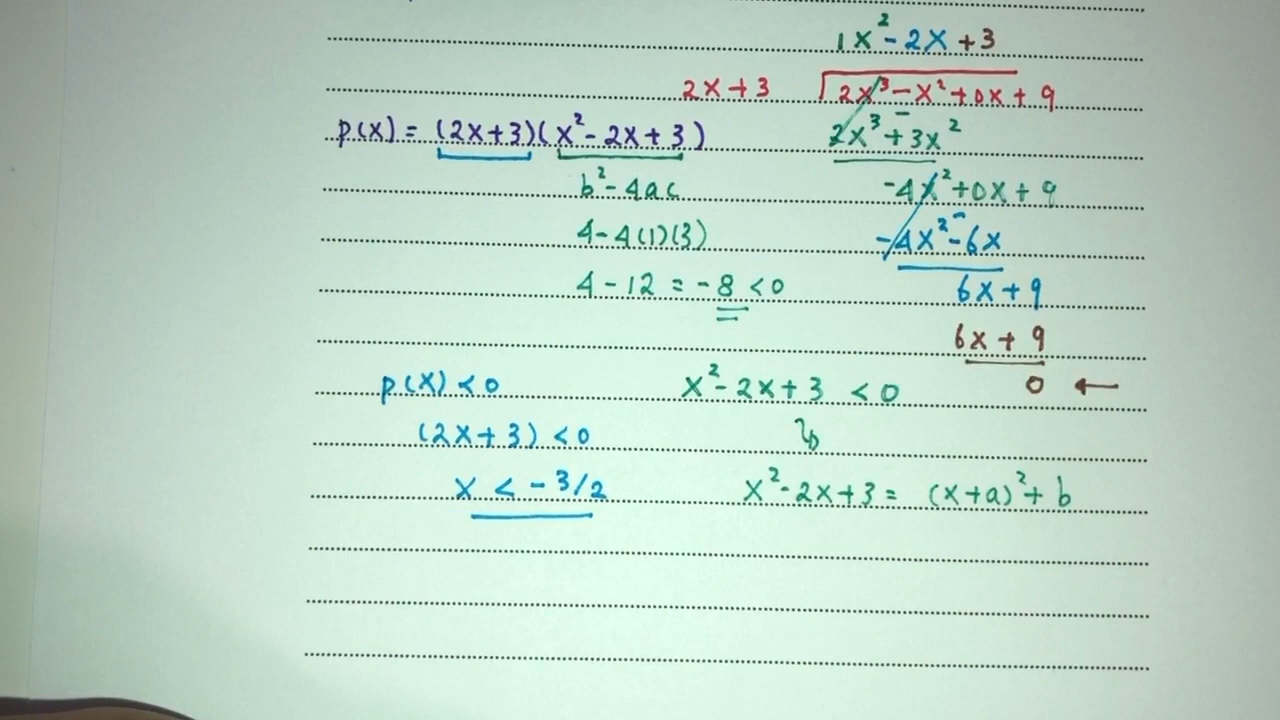 1x² - 2x + 3
2x + 3 √2x³ - x² + 0x + 9
p(x) = (2x+3)(x² - 2x + 3) 2x³ + 3x²
b² - 4ac -4x² + 0x + 9
4 - 4(1)(3) -4x² - 6x
4 - 12 = -8 < 0 6x + 9
6x + 9
p(x) < 0 x² - 2x + 3 < 0 0 ←
(2x+3) < 0
x < -3/2 x² - 2x + 3 = (x+a)² + b